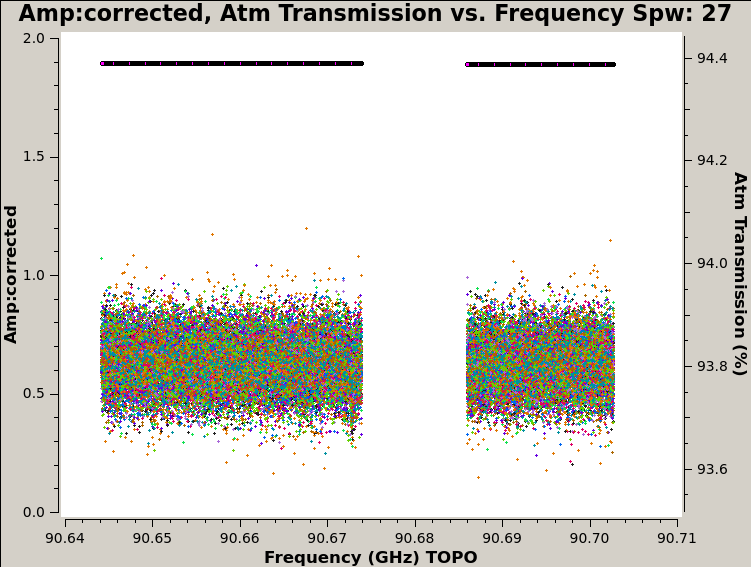 Amp:corrected, Atm Transmission vs. Frequency Spw: 27
2.0
1.5
1.0
0.5
0.0
Amp:corrected
94.4
94.2
94.0
93.8
93.6
Atm Transmission (%)
90.64 90.65 90.66 90.67 90.68 90.69 90.70 90.71
Frequency (GHz) TOPO